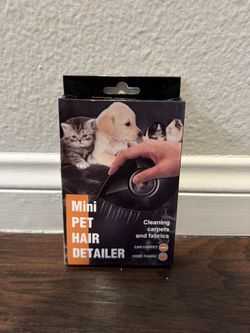 Mini
PET
HAIR
DETAILER
Cleaning
carpets
and fabrics
CAR CARPET
HOME FABRIC